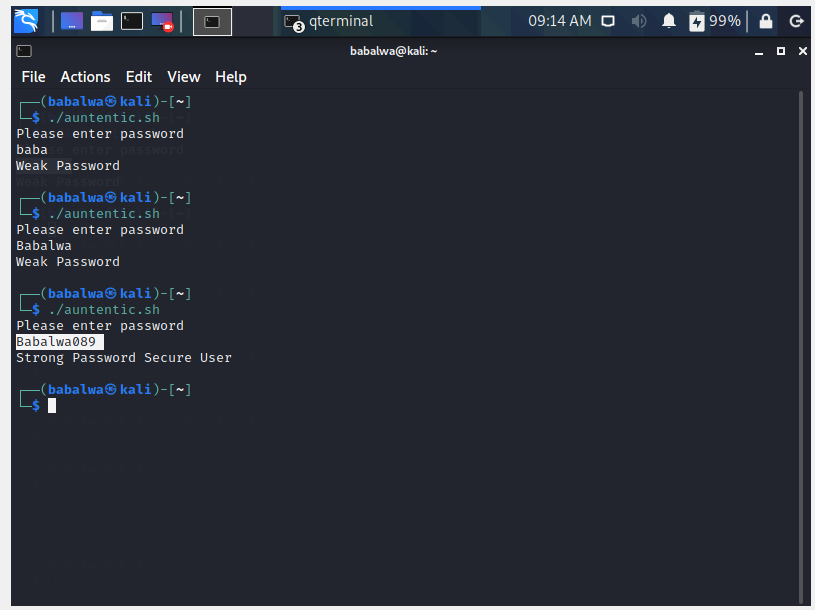 qterminal 09:14 AM 99%
3
babalwa@kali: ~
File Actions Edit View Help
┌──(babalwa㉿kali)-[~]
└─$ ./auntentic.sh
Please enter password
baba
Weak Password
┌──(babalwa㉿kali)-[~]
└─$ ./auntentic.sh
Please enter password
Babalwa
Weak Password
┌──(babalwa㉿kali)-[~]
└─$ ./auntentic.sh
Please enter password
Babalwa089
Strong Password Secure User
┌──(babalwa㉿kali)-[~]
└─$